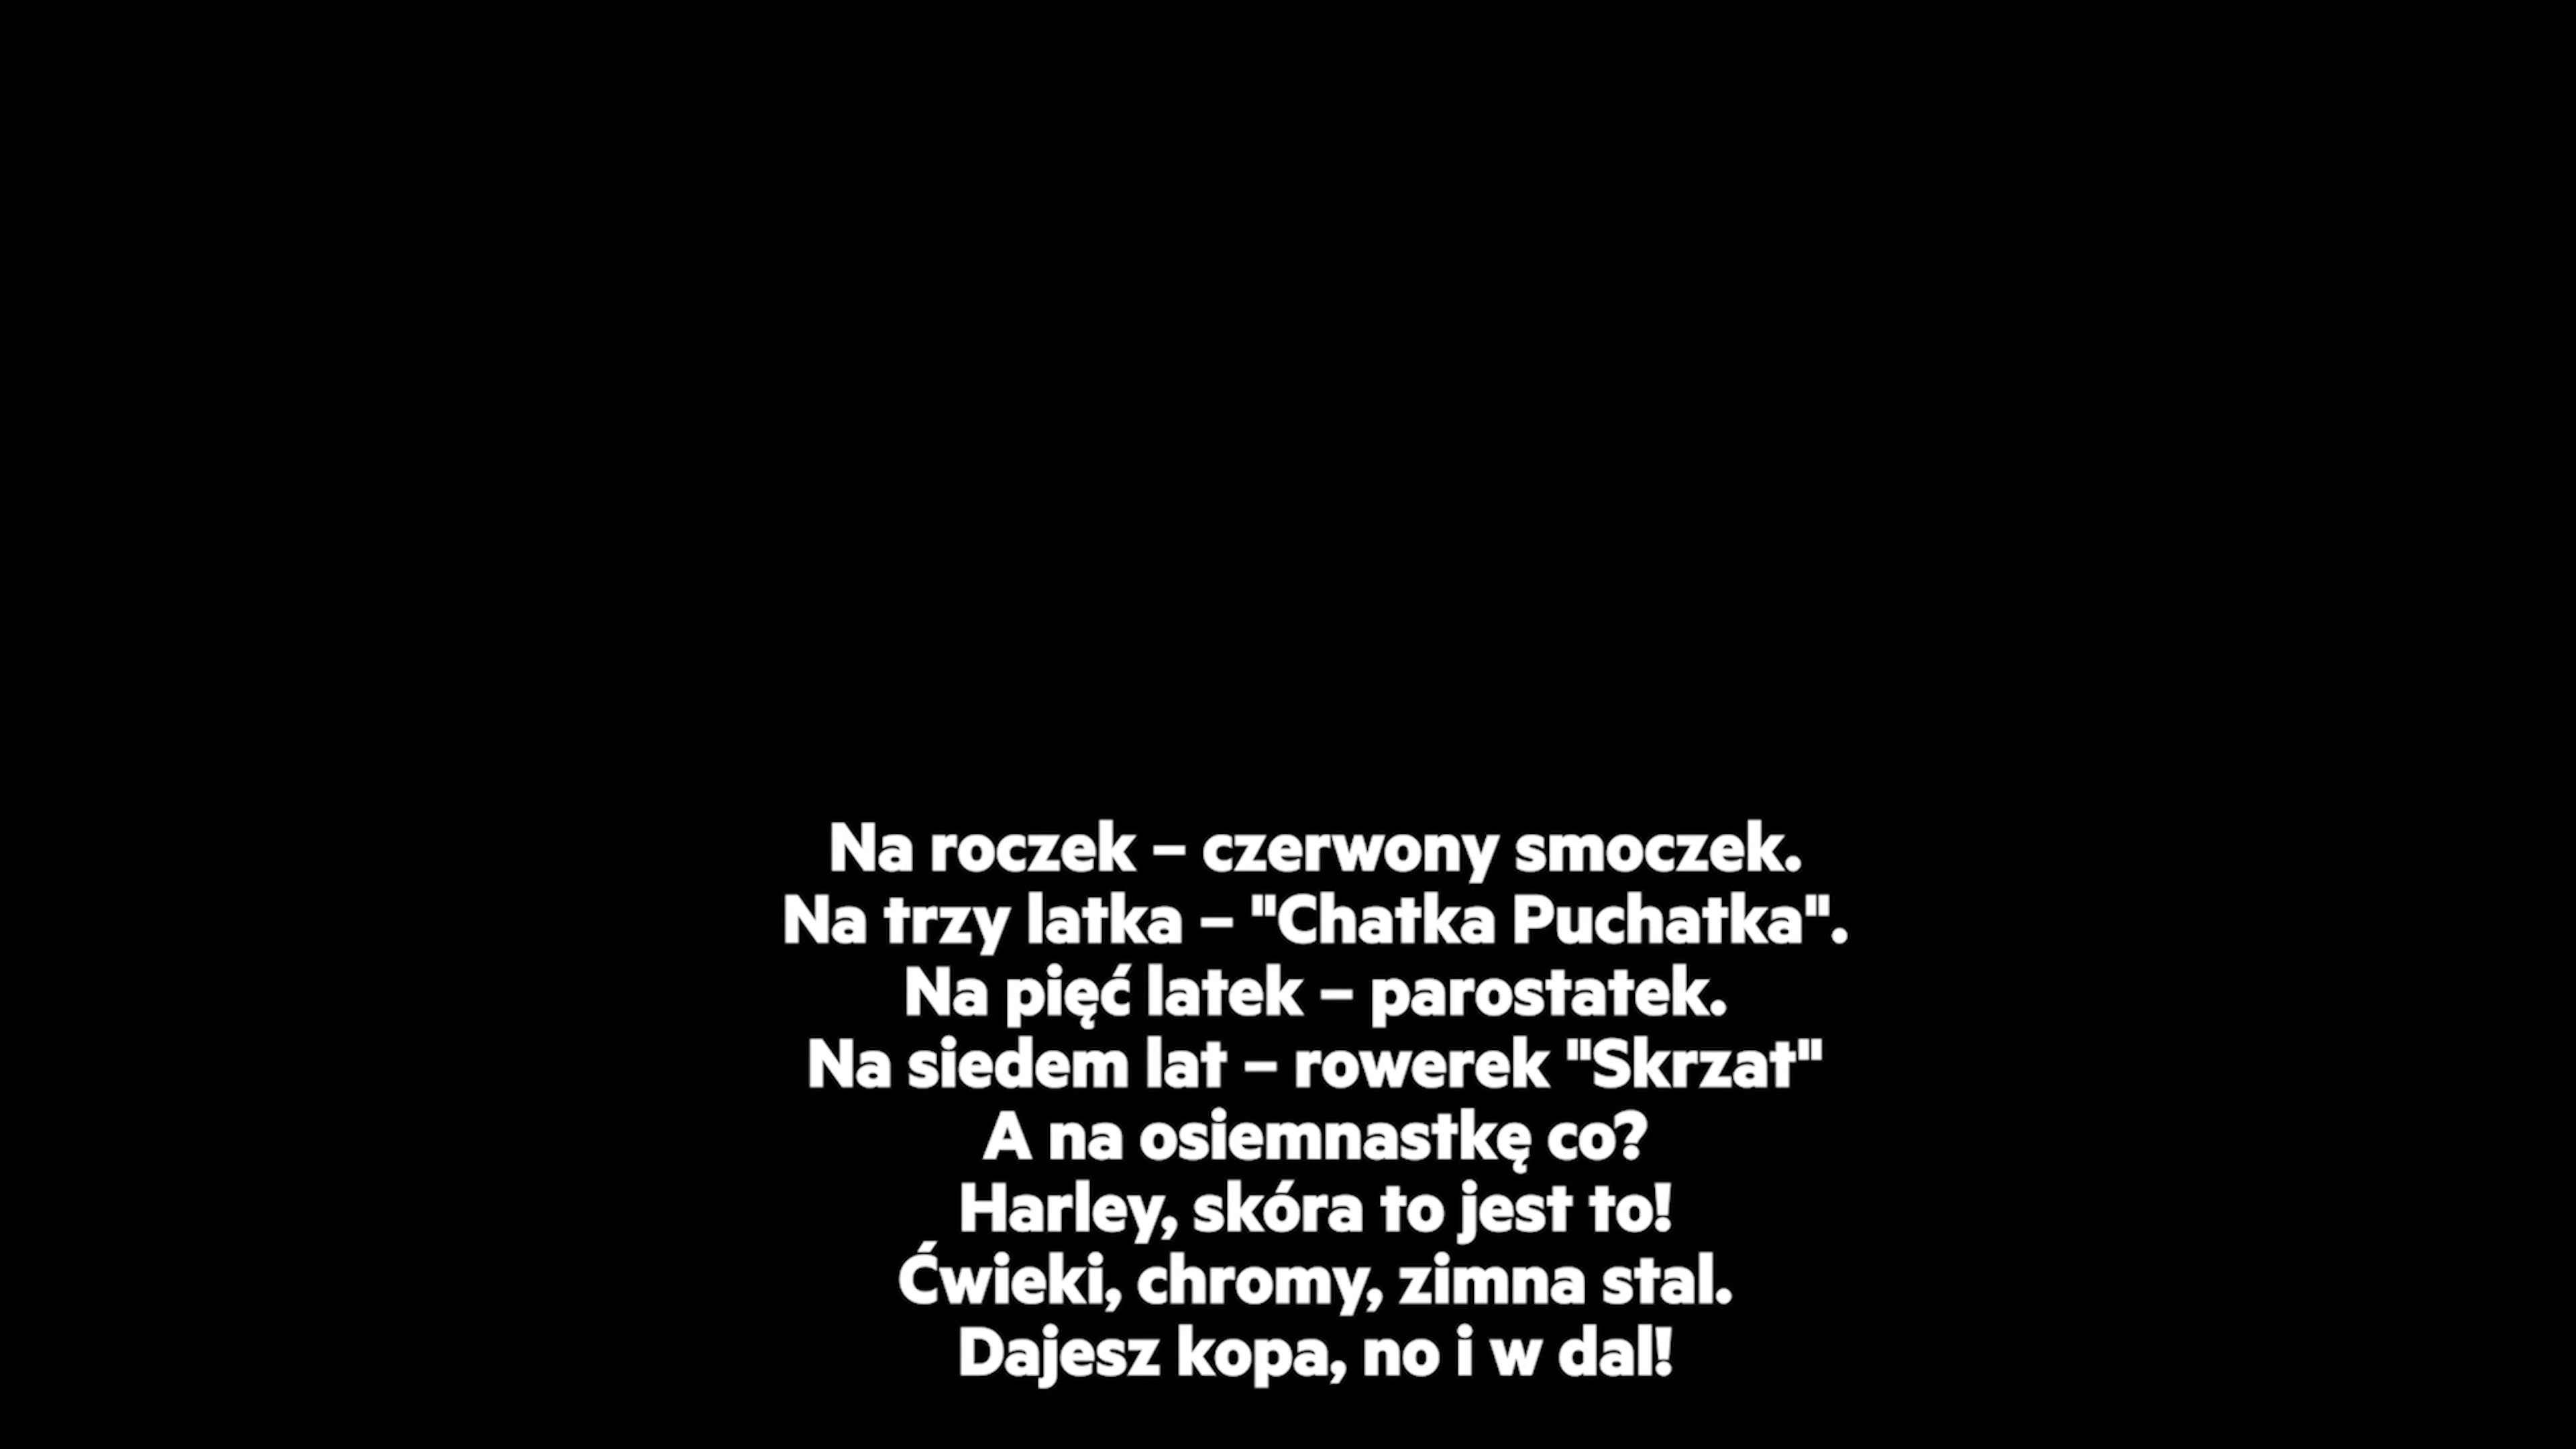 Na roczek – czerwony smoczek.
Na trzy latka – "Chatka Puchatka".
Na pięć latek – parostatek.
Na siedem lat – rowerek "Skrzat"
A na osiemnastkę co?
Harley, skóra to jest to!
Ćwieki, chromy, zimna stal.
Dajesz kopa, no i w dal!